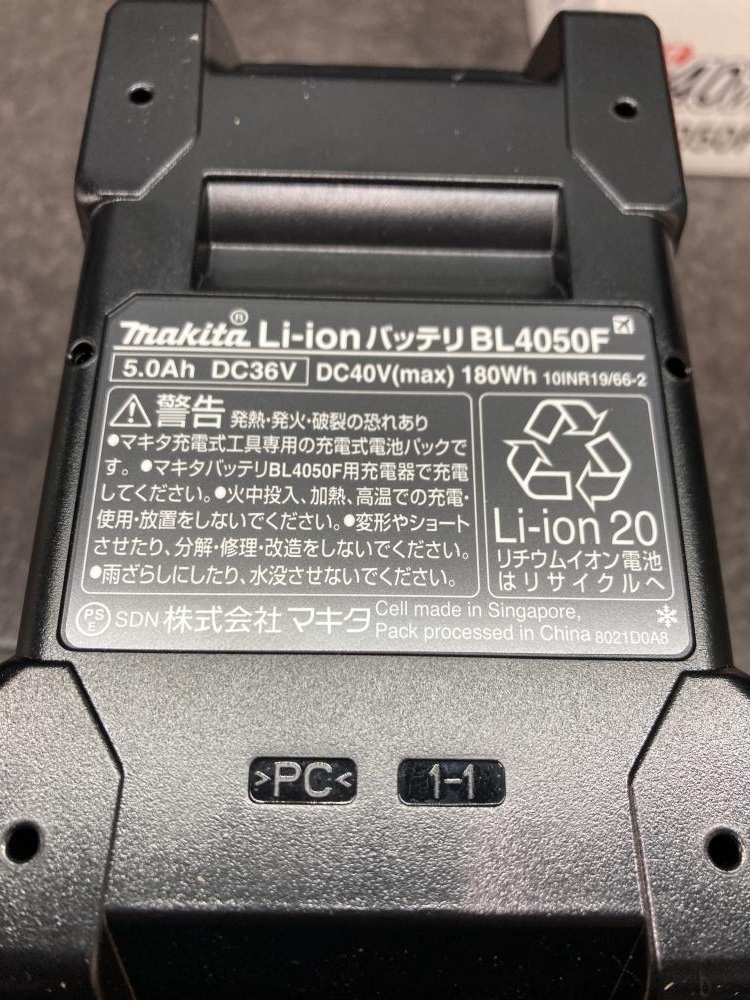 makita® Li-ion バッテリ BL4050F
5.0Ah DC36V DC40V(max) 180Wh 10INR19/66-2
警告 発熱・発火・破裂の恐れあり
●マキタ充電式工具専用の充電式電池パックで
す。●マキタバッテリBL4050F用充電器で充電
してください。●火中投入、加熱、高温での充電・
使用・放置をしないでください。●変形やショート
させたり、分解・修理・改造をしないでください。
●雨ざらしにしたり、水没させないでください。
Li-ion 20
リチウムイオン電池
はリサイクルへ
PSE SDN 株式会社 マキタ
Cell made in Singapore,
Pack processed in China 8021D0A8
>PC<
1-1